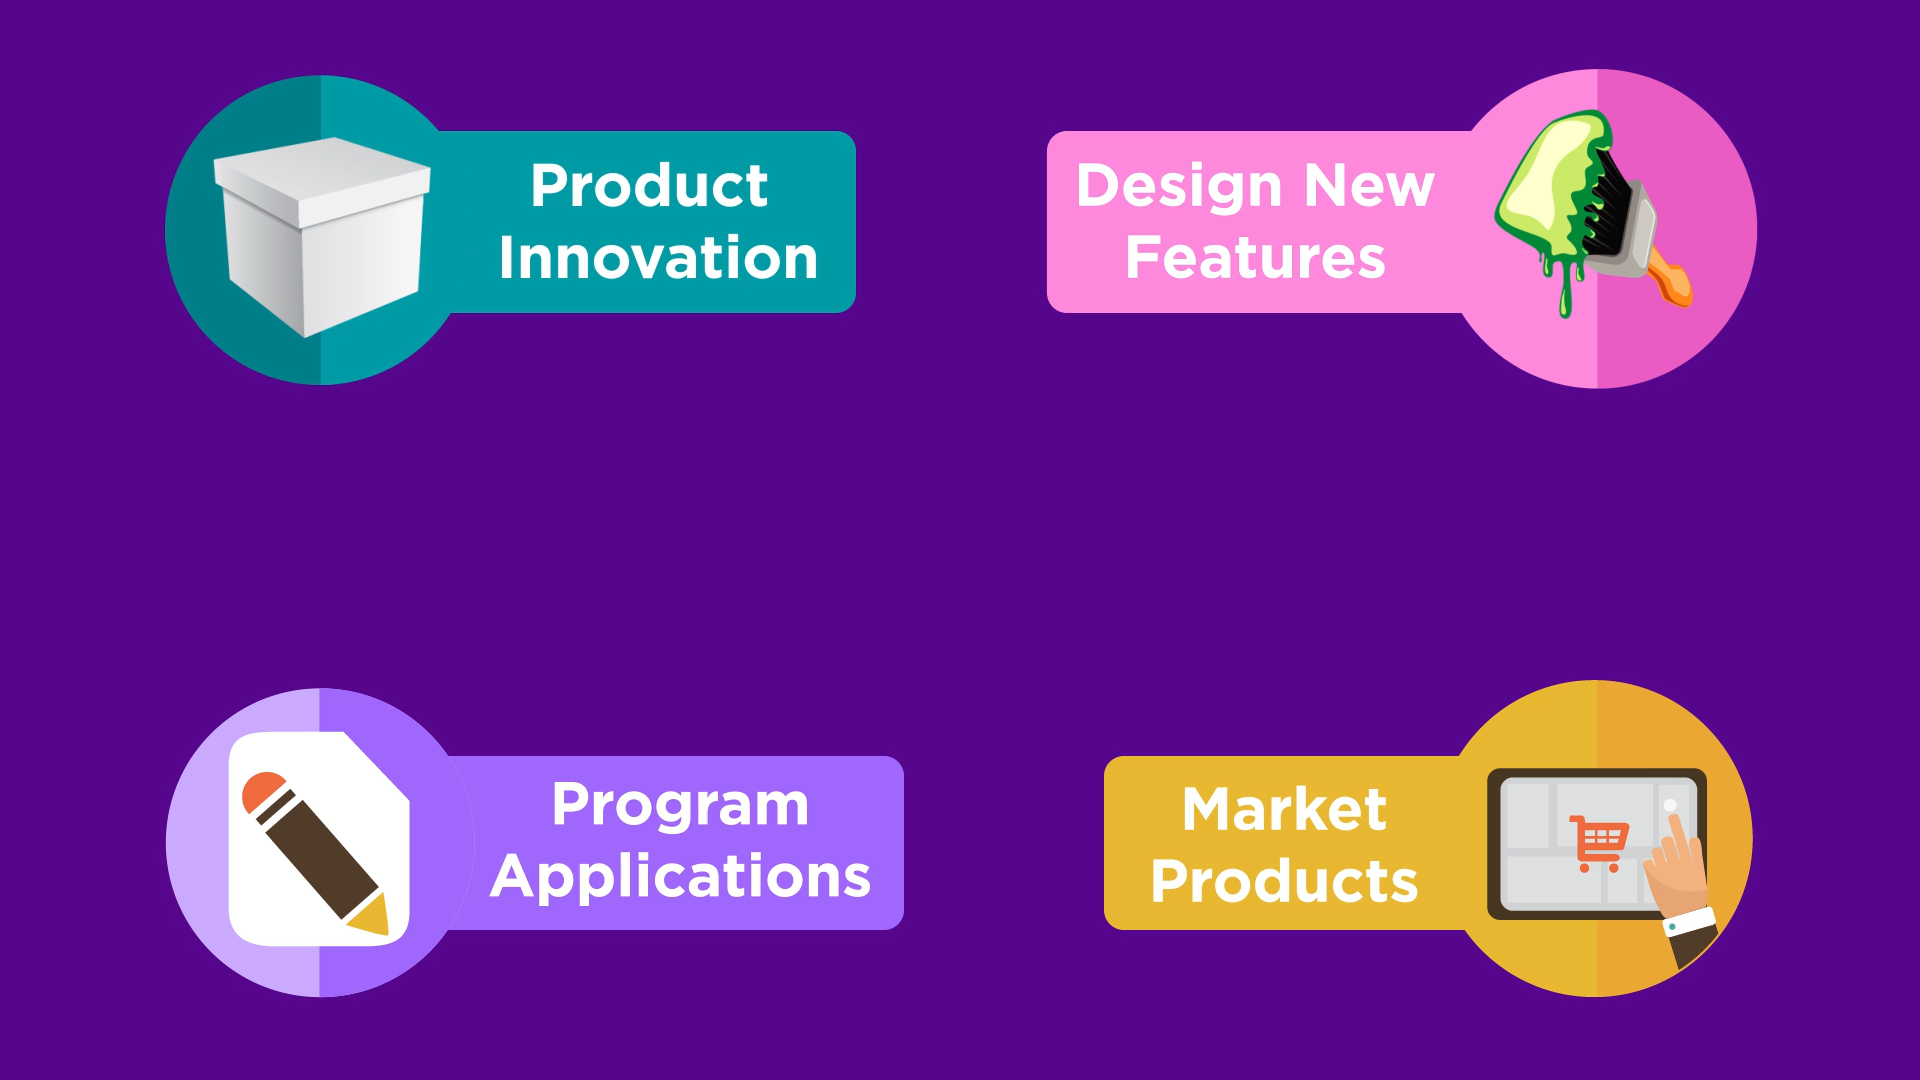 Product
Innovation
Design New
Features
Program
Applications
Market
Products